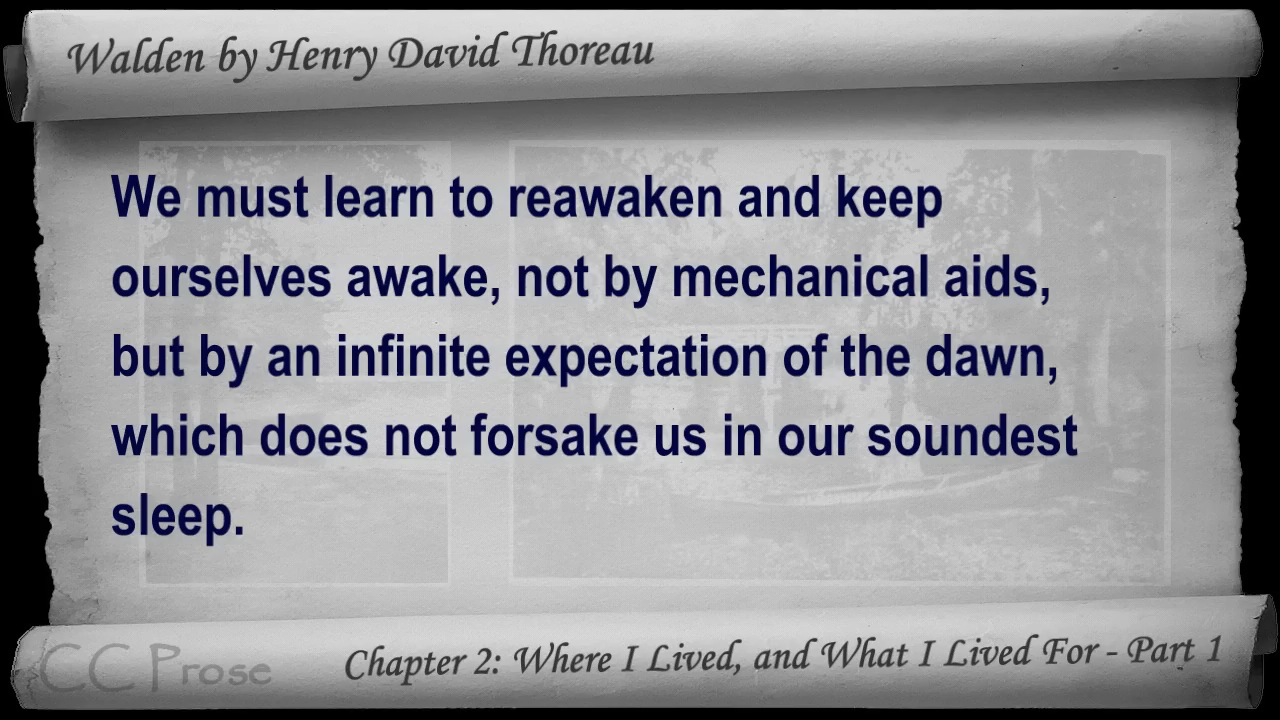 Walden by Henry David Thoreau
We must learn to reawaken and keep
ourselves awake, not by mechanical aids,
but by an infinite expectation of the dawn,
which does not forsake us in our soundest
sleep.
CC Prose
Chapter 2: Where I Lived, and What I Lived For - Part 1